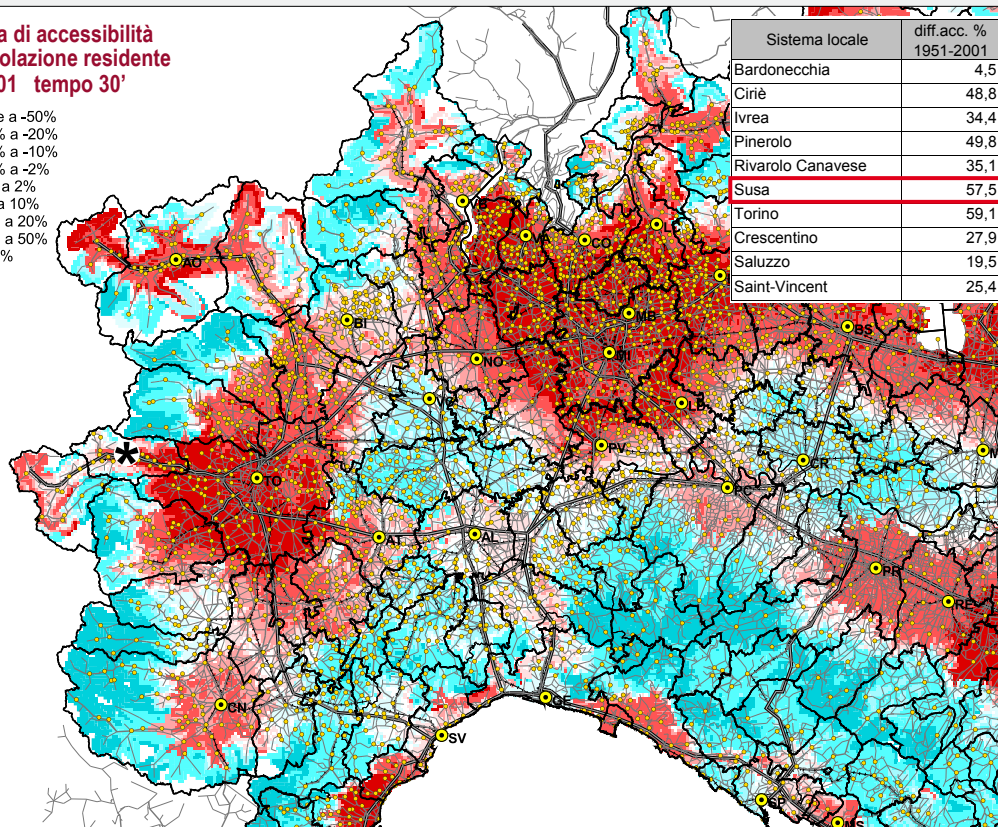 a di accessibilità
olazione residente
01 tempo 30’
e a -50%
% a -20%
% a -10%
% a -2%
a 2%
a 10%
a 20%
a 50%
%
Sistema locale diff.acc. % 1951-2001
Bardonecchia 4,5
Ciriè 48,8
Ivrea 34,4
Pinerolo 49,8
Rivarolo Canavese 35,1
Susa 57,5
Torino 59,1
Crescentino 27,9
Saluzzo 19,5
Saint-Vincent 25,4
AO
BI
VB
VA
CO
MB
MI
BS
NO
LO
PV
CR
TO
*
AT
AL
PR
RE
CN
SV
GE
SP
MS